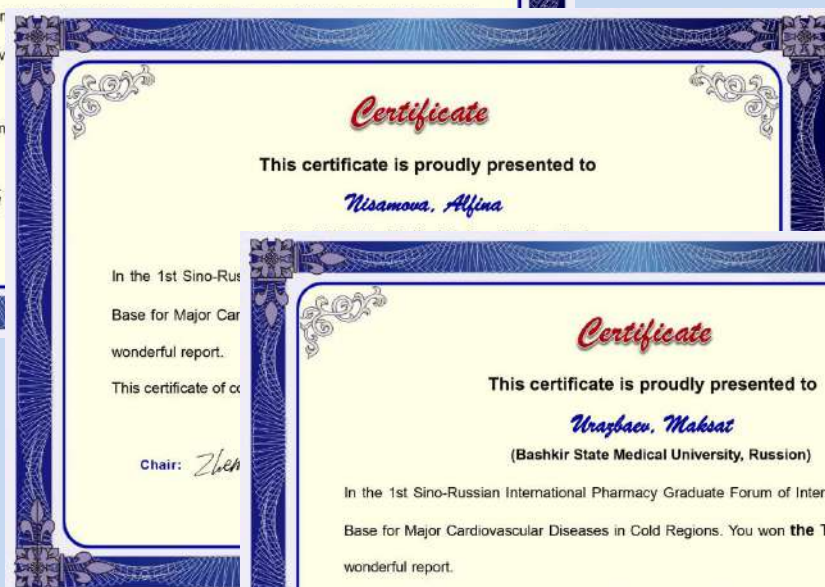 Certificate
This certificate is proudly presented to
Nisamova, Alfina
In the 1st Sino-Rus
Base for Major Car
wonderful report.
This certificate of co
Chair: Zhen
Certificate
This certificate is proudly presented to
Urazbaev, Maksat
(Bashkir State Medical University, Russion)
In the 1st Sino-Russian International Pharmacy Graduate Forum of Inter
Base for Major Cardiovascular Diseases in Cold Regions. You won the T
wonderful report.